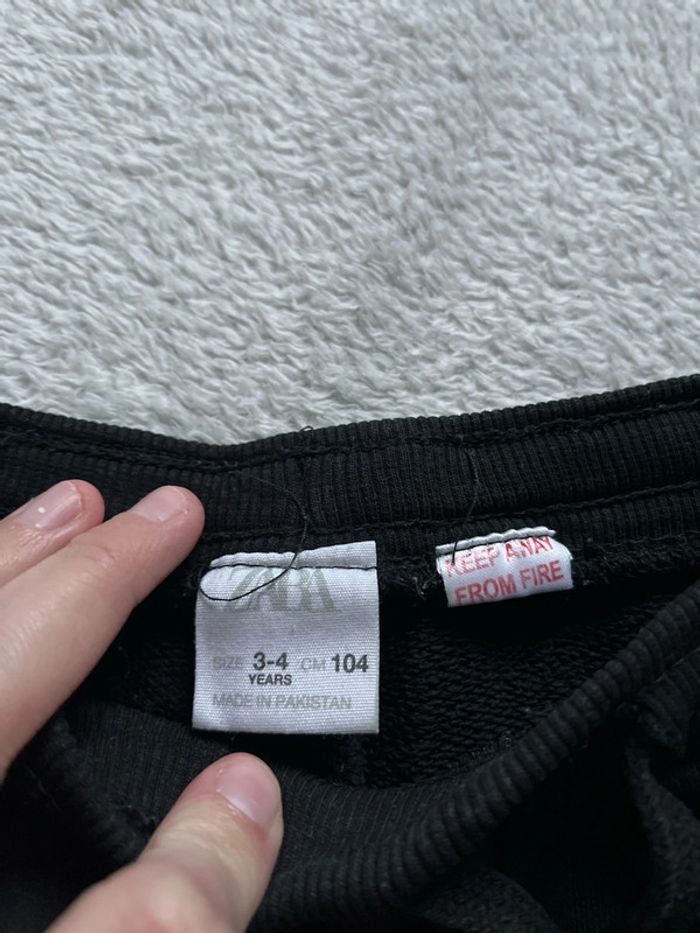 ZARA
SIZE 3-4 CM 104
YEARS
MADE IN PAKISTAN
KEEP AWAY
FROM FIRE